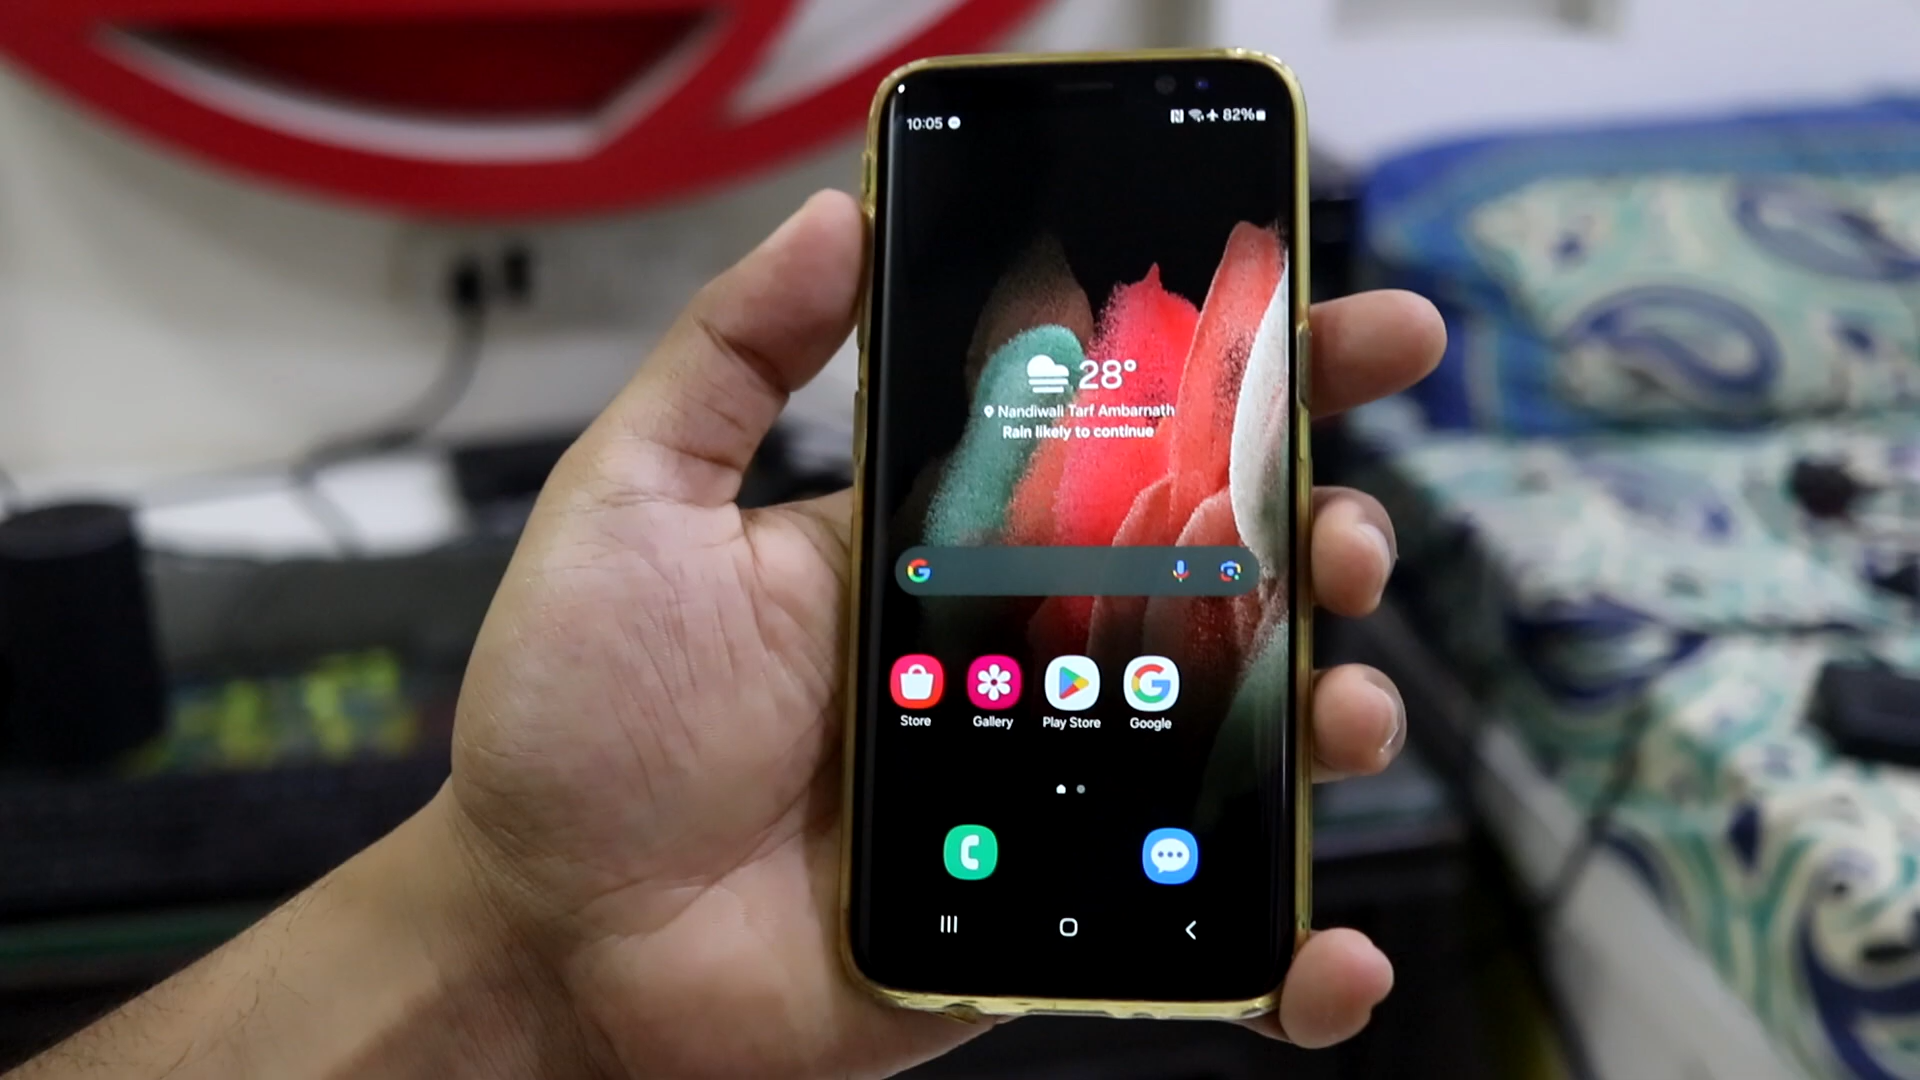 10:05 82%
28°
Nandiwali Tarf Ambarnath
Rain likely to continue
Store Gallery Play Store Google